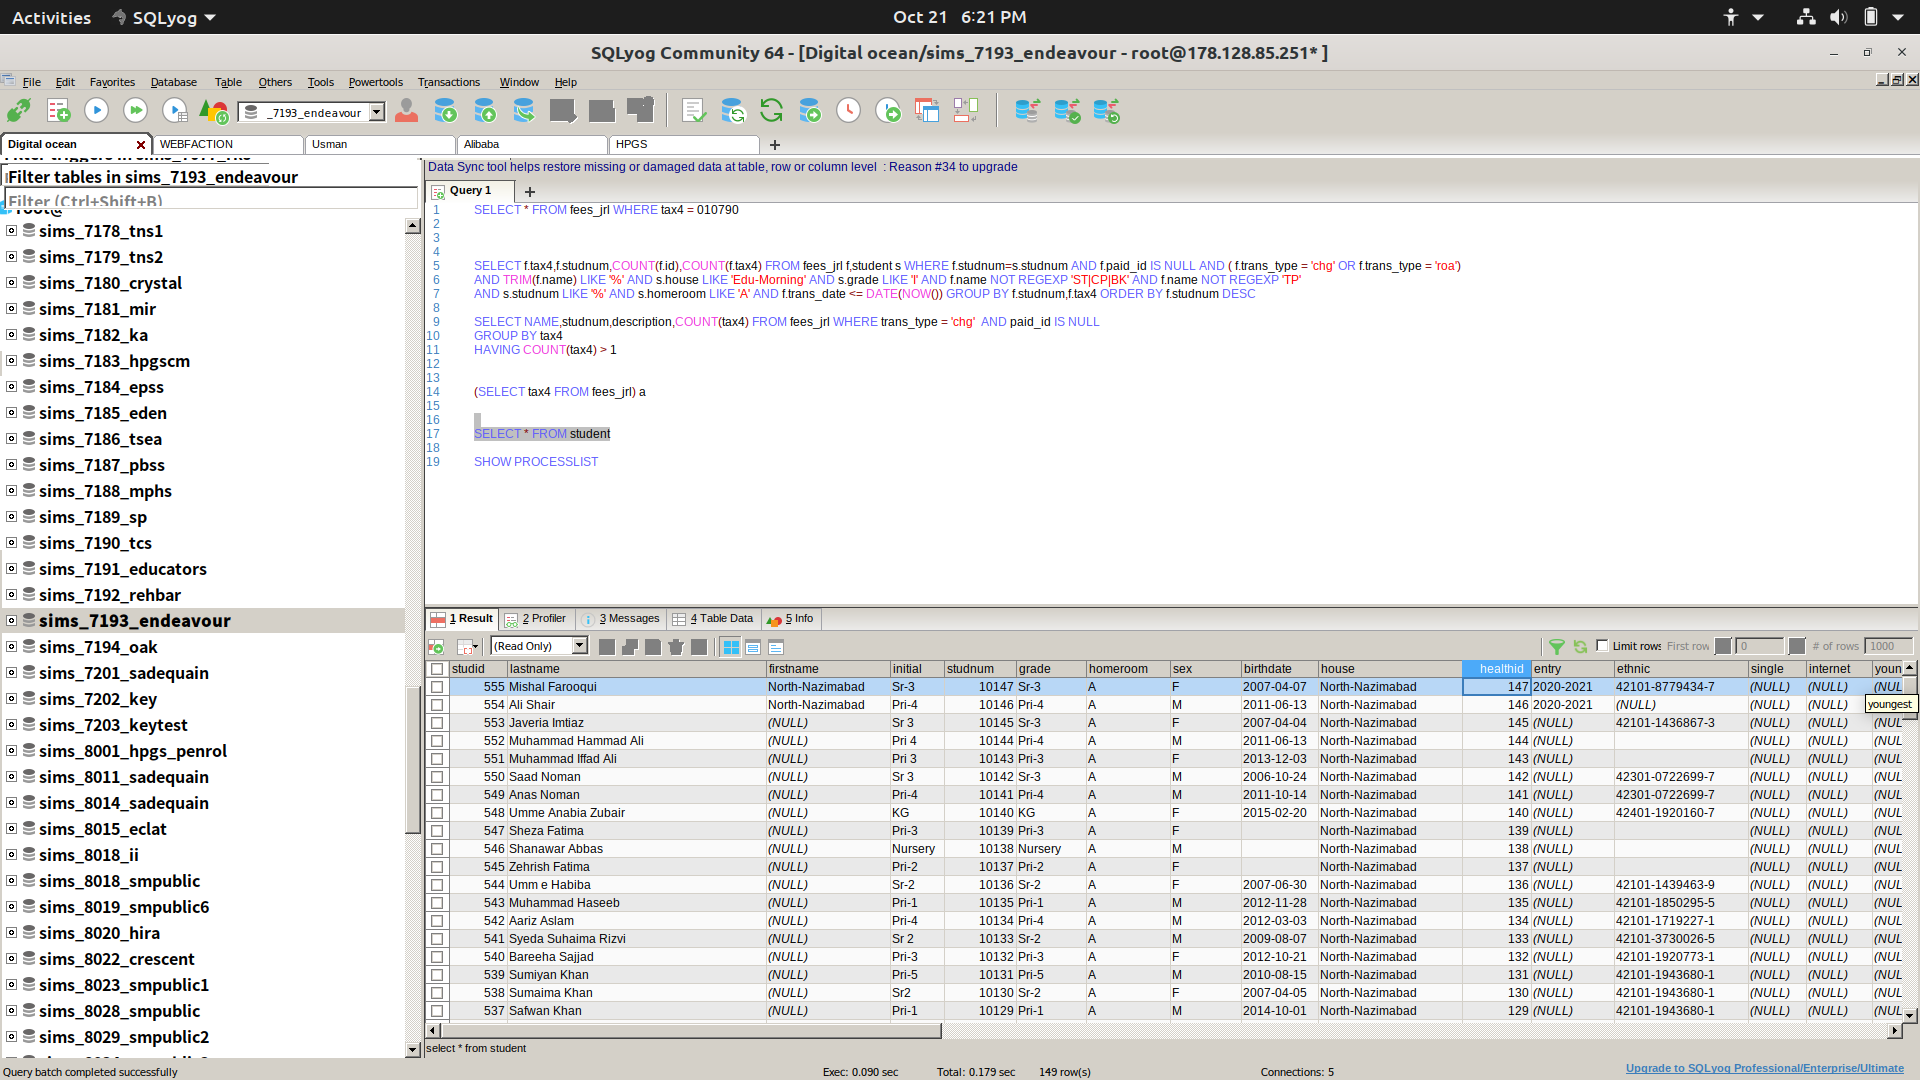 Activities SQLyog Oct 21 6:21 PM
SQLyog Community 64 - [Digital ocean/sims_7193_endeavour - root@178.128.85.251* ]
File Edit Favorites Database Table Others Tools Powertools Transactions Window Help
_7193_endeavour
Digital ocean WEBFACTION Usman Alibaba HPGS
Filter tables in sims_7193_endeavour
Filter (Ctrl+Shift+B)
root@
sims_7178_tns1
sims_7179_tns2
sims_7180_crystal
sims_7181_mir
sims_7182_ka
sims_7183_hpgscm
sims_7184_epss
sims_7185_eden
sims_7186_tsea
sims_7187_pbss
sims_7188_mphs
sims_7189_sp
sims_7190_tcs
sims_7191_educators
sims_7192_rehbar
sims_7193_endeavour
sims_7194_oak
sims_7201_sadequain
sims_7202_key
sims_7203_keytest
sims_8001_hpgs_penrol
sims_8011_sadequain
sims_8014_sadequain
sims_8015_eclat
sims_8018_ii
sims_8018_smpublic
sims_8019_smpublic6
sims_8020_hira
sims_8022_crescent
sims_8023_smpublic1
sims_8028_smpublic
sims_8029_smpublic2
Data Sync tool helps restore missing or damaged data at table, row or column level : Reason #34 to upgrade
Query 1
1 SELECT * FROM fees_jrl WHERE tax4 = 010790
2
3
4
5 SELECT f.tax4,f.studnum,COUNT(f.id),COUNT(f.tax4) FROM fees_jrl f,student s WHERE f.studnum=s.studnum AND f.paid_id IS NULL AND ( f.trans_type = 'chg' OR f.trans_type = 'roa')
6 AND TRIM(f.name) LIKE '%' AND s.house LIKE 'Edu-Morning' AND s.grade LIKE 'I' AND f.name NOT REGEXP 'ST|CP|BK' AND f.name NOT REGEXP 'TP'
7 AND s.studnum LIKE '%' AND s.homeroom LIKE 'A' AND f.trans_date <= DATE(NOW()) GROUP BY f.studnum,f.tax4 ORDER BY f.studnum DESC
8
9 SELECT NAME,studnum,description,COUNT(tax4) FROM fees_jrl WHERE trans_type = 'chg' AND paid_id IS NULL
10 GROUP BY tax4
11 HAVING COUNT(tax4) > 1
12
13
14 (SELECT tax4 FROM fees_jrl) a
15
16
17 SELECT * FROM student
18
19 SHOW PROCESSLIST
1 Result 2 Profiler 3 Messages 4 Table Data 5 Info
(Read Only) Limit rows First row 0 # of rows 1000
studid lastname firstname initial studnum grade homeroom sex birthdate house healthid entry ethnic single internet youn
555 Mishal Farooqui North-Nazimabad Sr-3 10147 Sr-3 A F 2007-04-07 North-Nazimabad 147 2020-2021 42101-8779434-7 (NULL) (NULL) (NUL
554 Ali Shair North-Nazimabad Pri-4 10146 Pri-4 A M 2011-06-13 North-Nazimabad 146 2020-2021 (NULL) (NULL) (NULL) youngest
553 Javeria Imtiaz (NULL) Sr 3 10145 Sr-3 A F 2007-04-04 North-Nazimabad 145 (NULL) 42101-1436867-3 (NULL) (NULL) (NUL
552 Muhammad Hammad Ali (NULL) Pri 4 10144 Pri-4 A M 2011-06-13 North-Nazimabad 144 (NULL) (NULL) (NULL) (NUL
551 Muhammad Iffad Ali (NULL) Pri 3 10143 Pri-3 A M 2013-12-03 North-Nazimabad 143 (NULL) (NULL) (NULL) (NUL
550 Saad Noman (NULL) Sr 3 10142 Sr-3 A M 2006-10-24 North-Nazimabad 142 (NULL) 42301-0722699-7 (NULL) (NULL) (NUL
549 Anas Noman (NULL) Pri-4 10141 Pri-4 A M 2011-10-14 North-Nazimabad 141 (NULL) 42301-0722699-7 (NULL) (NULL) (NUL
548 Umme Anabia Zubair (NULL) KG 10140 KG A F 2015-02-20 North-Nazimabad 140 (NULL) 42401-1920160-7 (NULL) (NULL) (NUL
547 Sheza Fatima (NULL) Pri-3 10139 Pri-3 A F North-Nazimabad 139 (NULL) (NULL) (NULL) (NUL
546 Shanawar Abbas (NULL) Nursery 10138 Nursery A M North-Nazimabad 138 (NULL) (NULL) (NULL) (NUL
545 Zehrish Fatima (NULL) Pri-2 10137 Pri-2 A F North-Nazimabad 137 (NULL) (NULL) (NULL) (NUL
544 Umm e Habiba (NULL) Sr-2 10136 Sr-2 A F 2007-06-30 North-Nazimabad 136 (NULL) 42101-1439463-9 (NULL) (NULL) (NUL
543 Muhammad Haseeb (NULL) Pri-1 10135 Pri-1 A M 2012-11-28 North-Nazimabad 135 (NULL) 42101-1850295-5 (NULL) (NULL) (NUL
542 Aariz Aslam (NULL) Pri-4 10134 Pri-4 A M 2012-03-03 North-Nazimabad 134 (NULL) 42101-1719227-1 (NULL) (NULL) (NUL
541 Syeda Suhaima Rizvi (NULL) Sr 2 10133 Sr-2 A M 2009-08-07 North-Nazimabad 133 (NULL) 42101-3730026-5 (NULL) (NULL) (NUL
540 Bareeha Sajjad (NULL) Pri-3 10132 Pri-3 A F 2012-10-21 North-Nazimabad 132 (NULL) 42101-1920773-1 (NULL) (NULL) (NUL
539 Sumiyan Khan (NULL) Pri-5 10131 Pri-5 A M 2010-08-15 North-Nazimabad 131 (NULL) 42101-1943680-1 (NULL) (NULL) (NUL
538 Sumaima Khan (NULL) Sr2 10130 Sr-2 A F 2007-04-05 North-Nazimabad 130 (NULL) 42101-1943680-1 (NULL) (NULL) (NUL
537 Safwan Khan (NULL) Pri-1 10129 Pri-1 A M 2014-10-01 North-Nazimabad 129 (NULL) 42101-1943680-1 (NULL) (NULL) (NUL
select * from student
Query batch completed successfully Exec: 0.090 sec Total: 0.179 sec 149 row(s) Connections: 5 Upgrade to SQLyog Professional/Enterprise/Ultimate